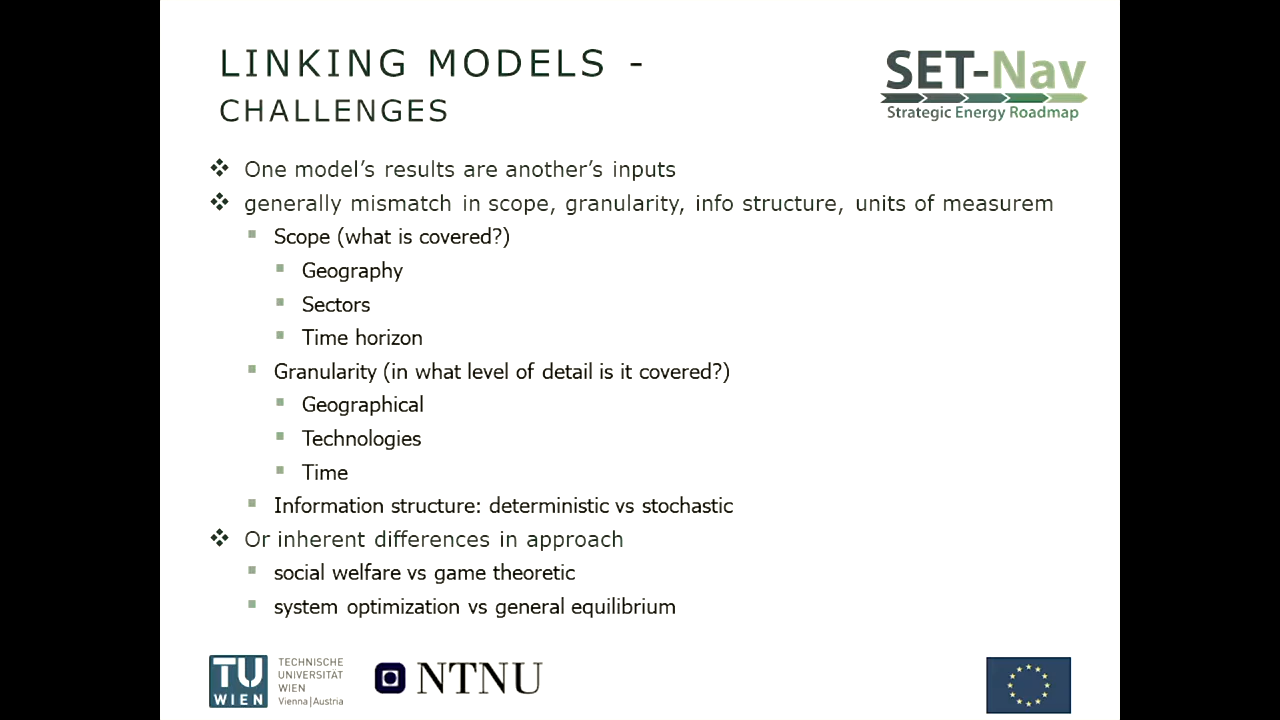 LINKING MODELS -
CHALLENGES
SET-Nav
Strategic Energy Roadmap
One model’s results are another’s inputs
generally mismatch in scope, granularity, info structure, units of measurem
Scope (what is covered?)
Geography
Sectors
Time horizon
Granularity (in what level of detail is it covered?)
Geographical
Technologies
Time
Information structure: deterministic vs stochastic
Or inherent differences in approach
social welfare vs game theoretic
system optimization vs general equilibrium
TU
WIEN
TECHNISCHE
UNIVERSITÄT
WIEN
Vienna|Austria
NTNU